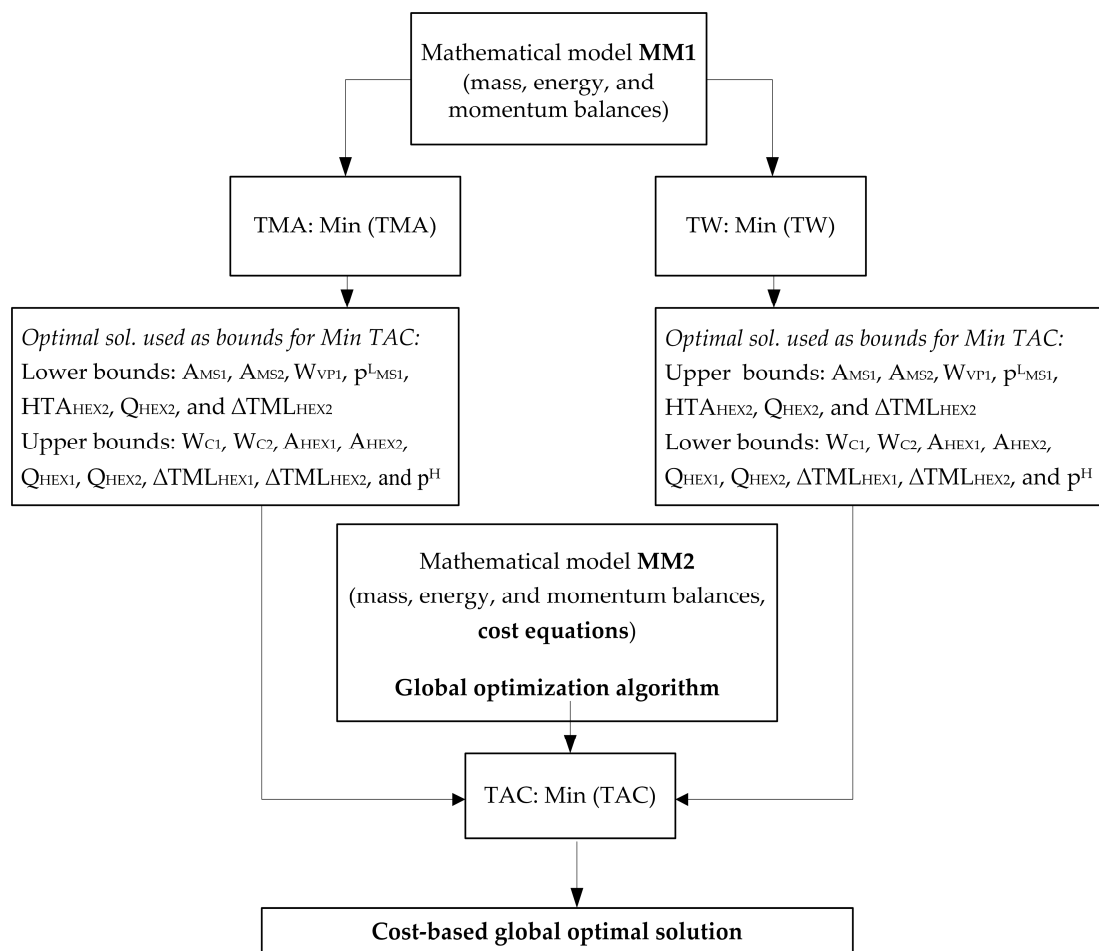 Mathematical model MM1
(mass, energy, and
momentum balances)
TMA: Min (TMA)
TW: Min (TW)
Optimal sol. used as bounds for Min TAC:
Lower bounds: AMS1, AMS2, WVP1, pLMS1,
HTAHEX2, QHEX2, and ΔTMLHEX2
Upper bounds: WC1, WC2, AHEX1, AHEX2,
QHEX1, QHEX2, ΔTMLHEX1, ΔTMLHEX2, and pH
Optimal sol. used as bounds for Min TAC:
Upper bounds: AMS1, AMS2, WVP1, pLMS1,
HTAHEX2, QHEX2, and ΔTMLHEX2
Lower bounds: WC1, WC2, AHEX1, AHEX2,
QHEX1, QHEX2, ΔTMLHEX1, ΔTMLHEX2, and pH
Mathematical model MM2
(mass, energy, and momentum balances,
cost equations)
Global optimization algorithm
TAC: Min (TAC)
Cost-based global optimal solution